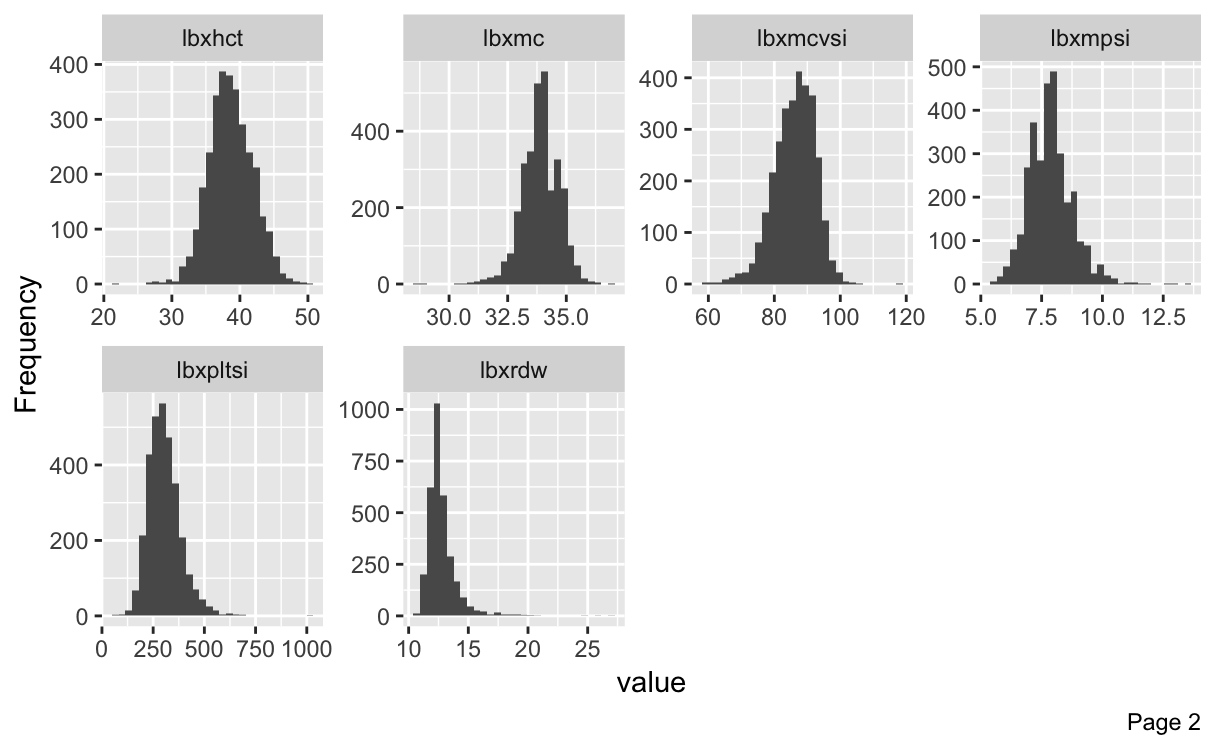 lbxhct lbxmc lbxmcvsi lbxmpsi
400
300
200
100
0
20 30 40 50
400
200
0
30.0 32.5 35.0
400
300
200
100
0
60 80 100 120
500
400
300
200
100
0
5.0 7.5 10.0 12.5
Frequency
lbxpltsi lbxrdw
400
200
0
0 250 500 750 1000
1000
750
500
250
0
10 15 20 25
value
Page 2